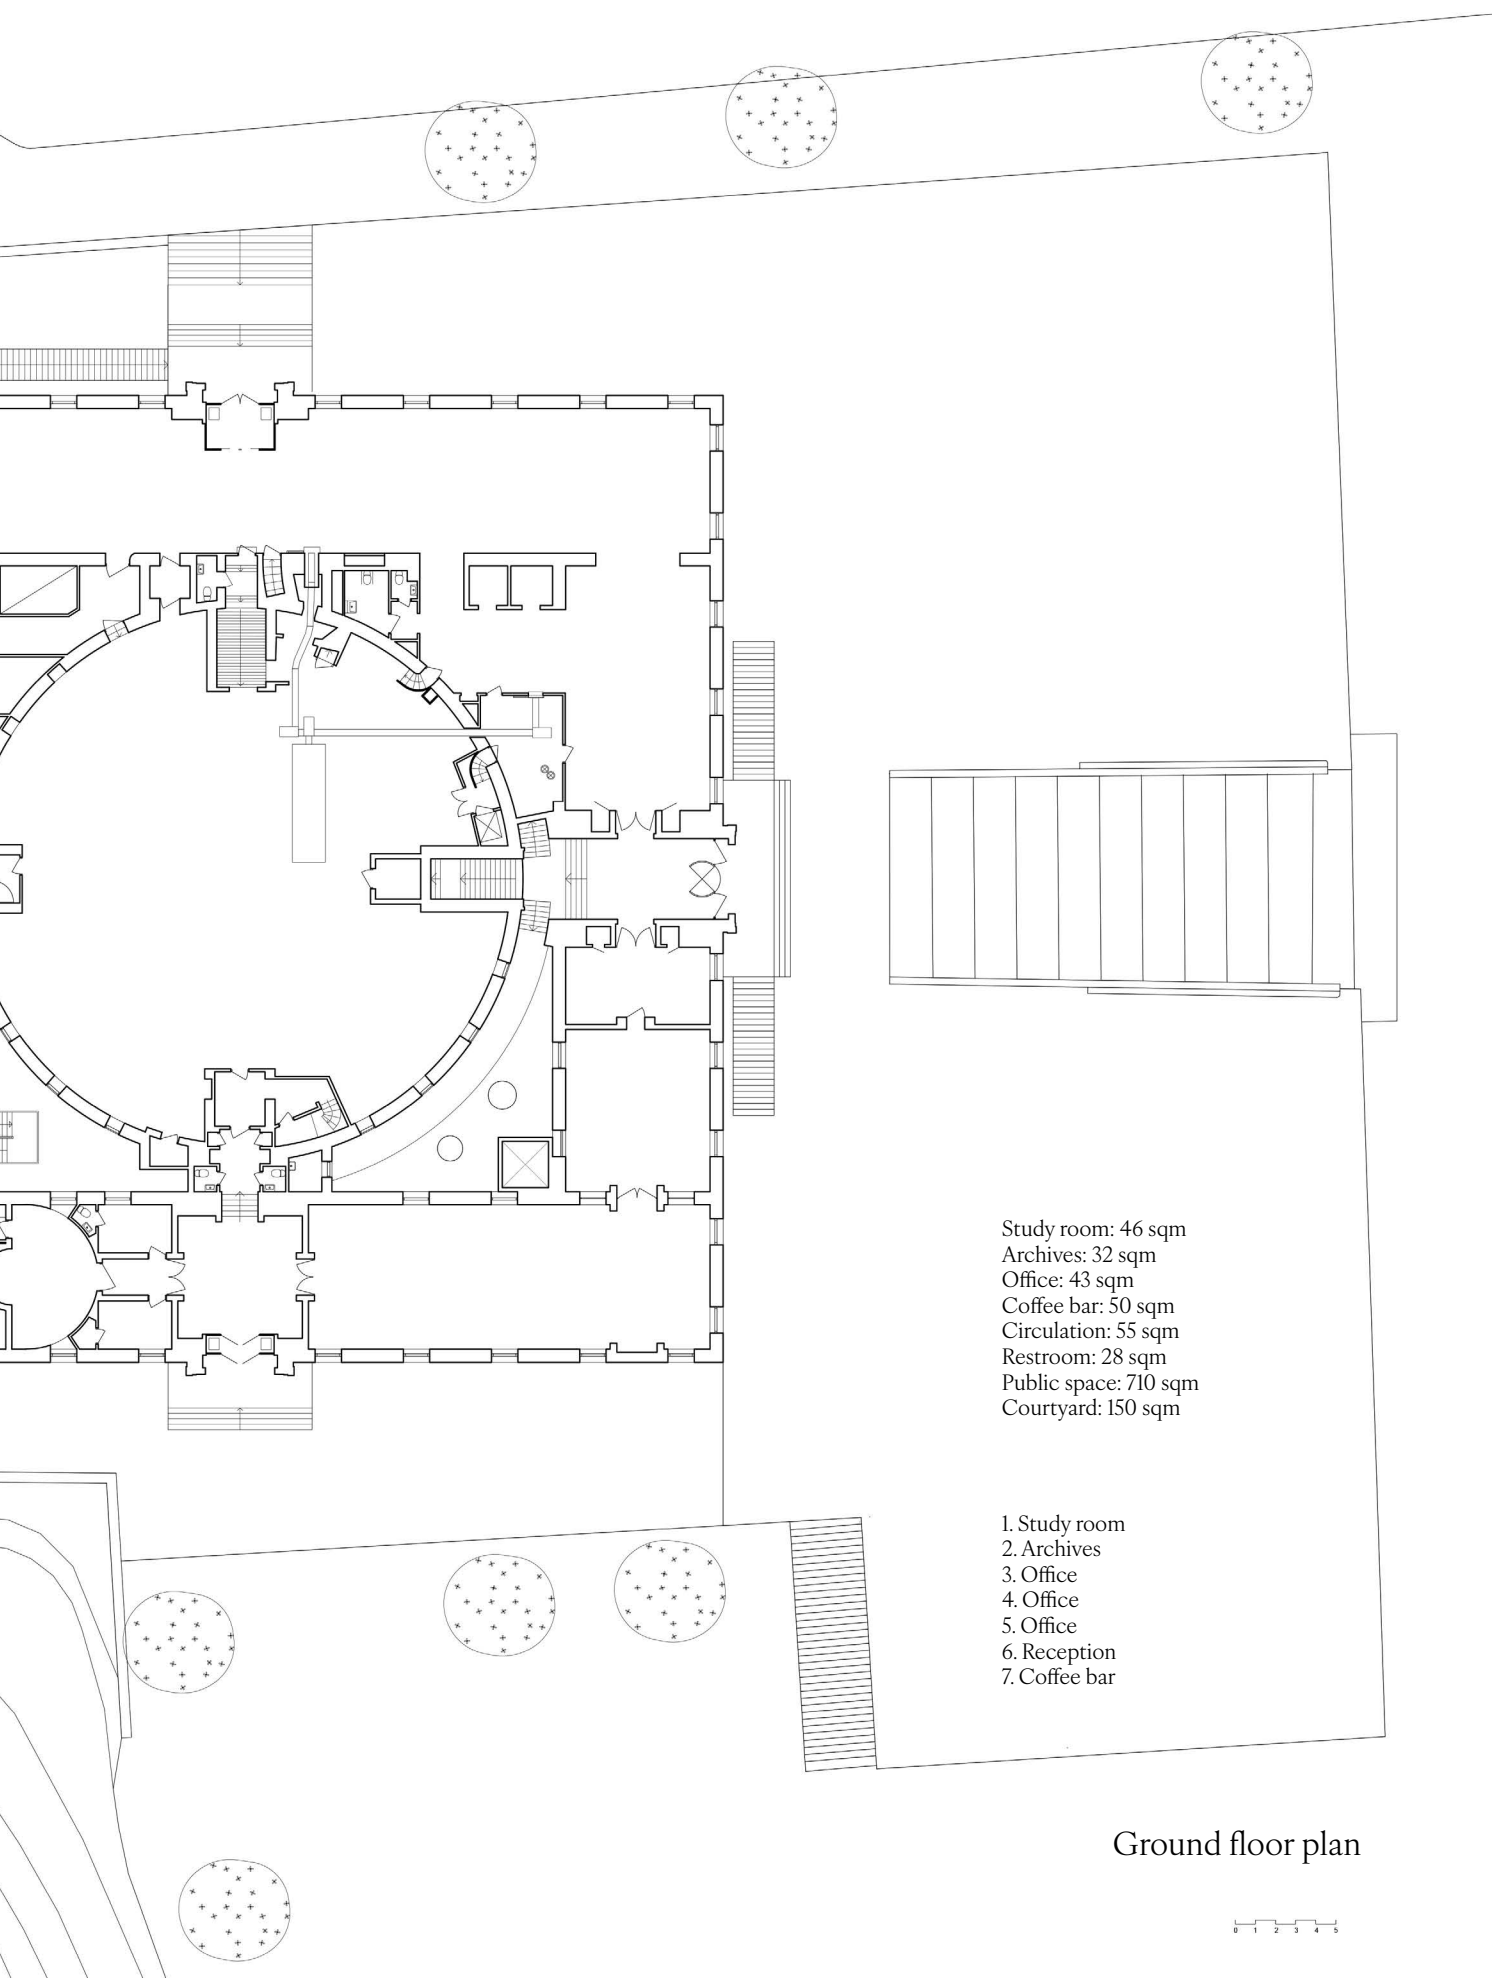 Study room: 46 sqm
Archives: 32 sqm
Office: 43 sqm
Coffee bar: 50 sqm
Circulation: 55 sqm
Restroom: 28 sqm
Public space: 710 sqm
Courtyard: 150 sqm
1. Study room
2. Archives
3. Office
4. Office
5. Office
6. Reception
7. Coffee bar
Ground floor plan
0 1 2 3 4 5